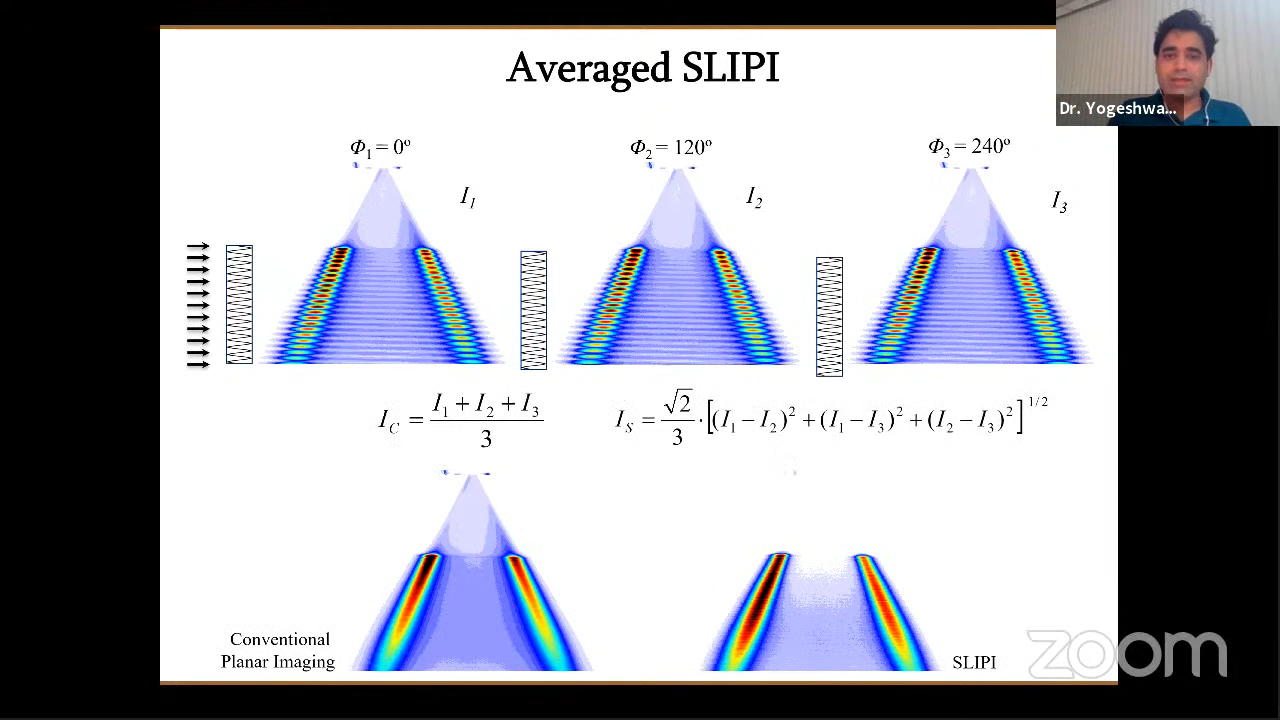 Averaged SLIPI
Dr. Yogeshwa...
Φ₁ = 0º
Φ₂ = 120º
Φ₃ = 240º
I₁
I₂
I₃
I_C = (I₁ + I₂ + I₃) / 3
I_S = √2 / 3 · [(I₁ − I₂)² + (I₁ − I₃)² + (I₂ − I₃)²]^1/2
Conventional
Planar Imaging
SLIPI
zoom